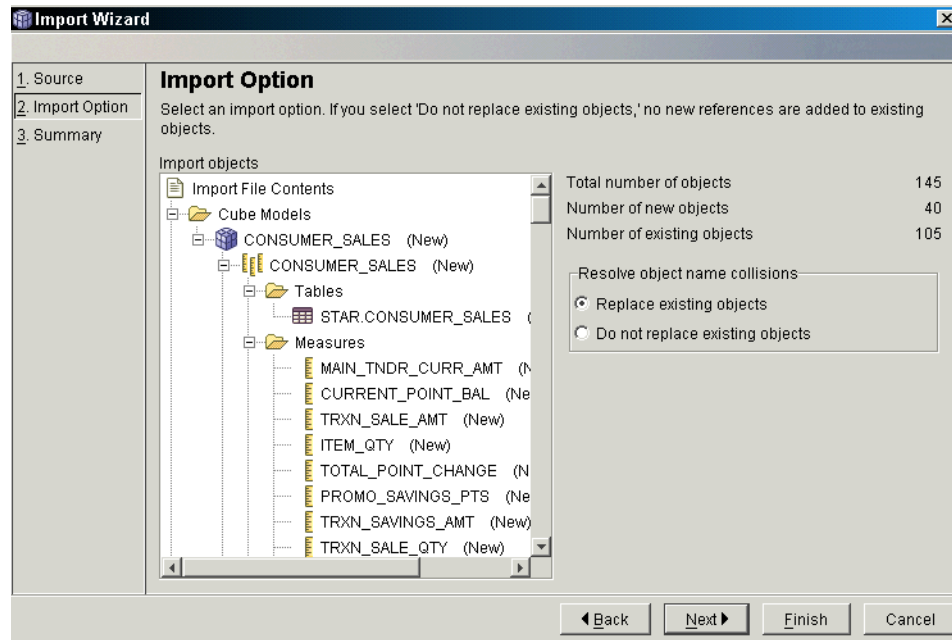 Import Wizard
1. Source
2. Import Option
3. Summary
Import Option
Select an import option. If you select 'Do not replace existing objects,' no new references are added to existing
objects.
Import objects
Import File Contents
Cube Models
CONSUMER_SALES (New)
CONSUMER_SALES (New)
Tables
STAR.CONSUMER_SALES (
Measures
MAIN_TNDR_CURR_AMT (N
CURRENT_POINT_BAL (Ne
TRXN_SALE_AMT (New)
ITEM_QTY (New)
TOTAL_POINT_CHANGE (N
PROMO_SAVINGS_PTS (Ne
TRXN_SAVINGS_AMT (New)
TRXN_SALE_QTY (New)
Total number of objects 145
Number of new objects 40
Number of existing objects 105
Resolve object name collisions
Replace existing objects
Do not replace existing objects
Back Next Finish Cancel